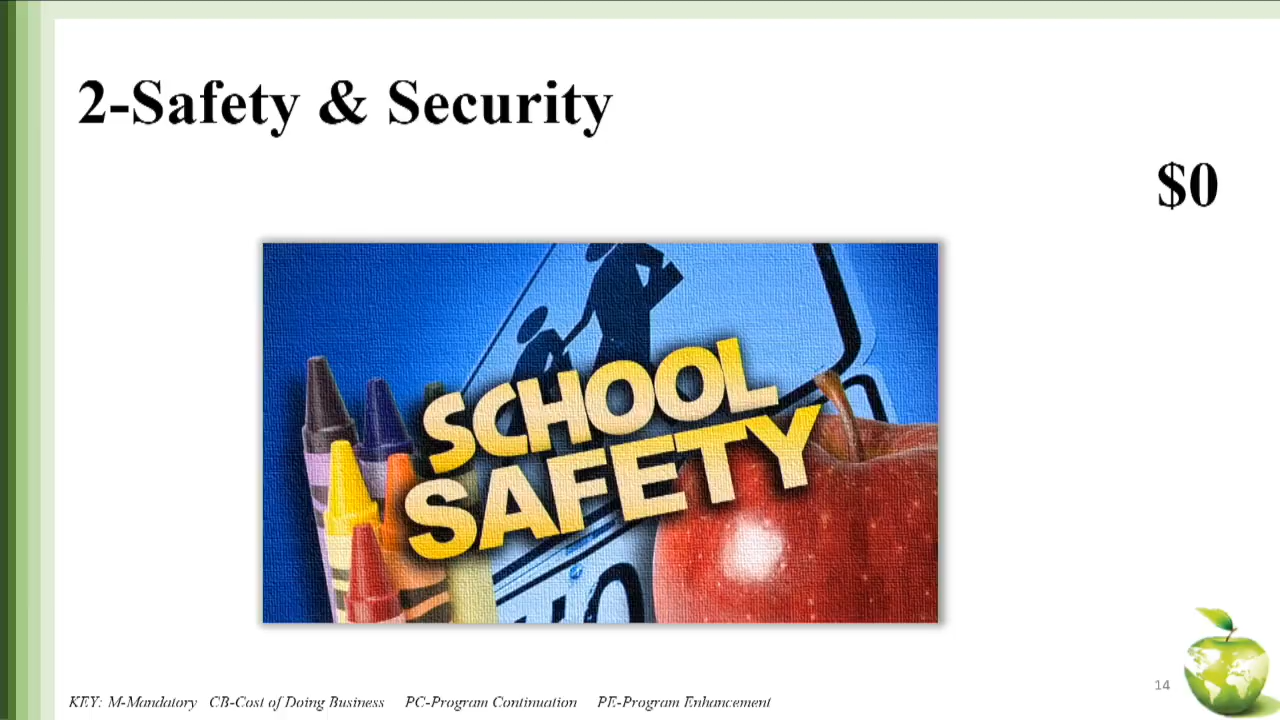 2-Safety & Security
$0
SCHOOL
SAFETY
14
KEY: M-Mandatory CB-Cost of Doing Business PC-Program Continuation PE-Program Enhancement